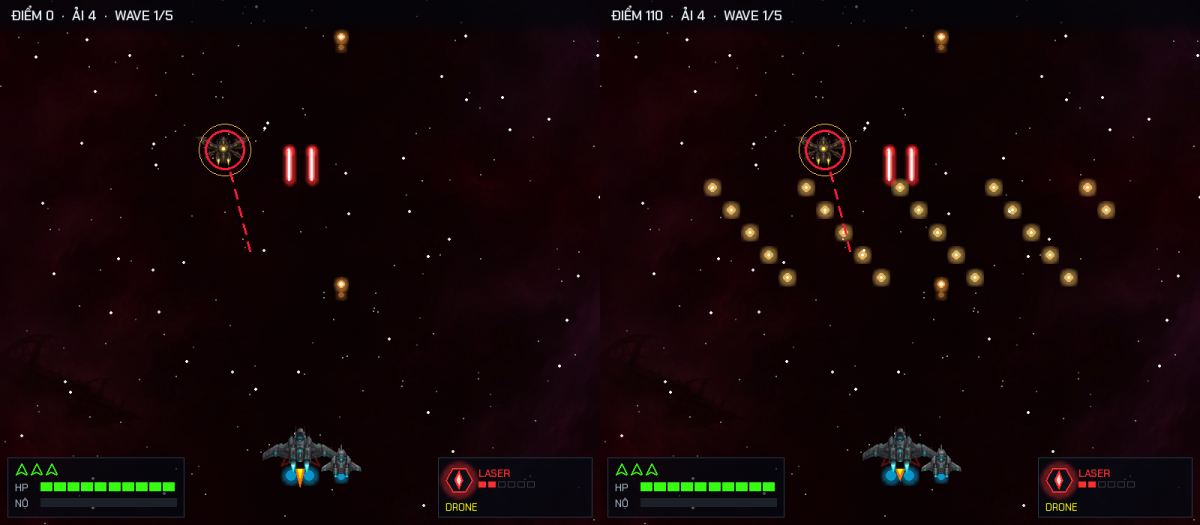 ĐIỂM 0 · ẢI 4 · WAVE 1/5
HP
NỘ
LASER
DRONE
ĐIỂM 110 · ẢI 4 · WAVE 1/5
HP
NỘ
LASER
DRONE